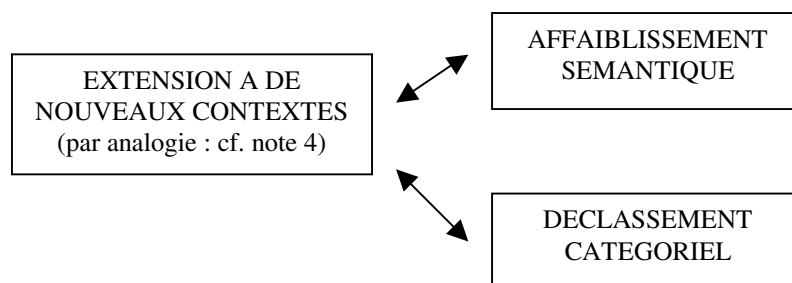 EXTENSION A DE
NOUVEAUX CONTEXTES
(par analogie : cf. note 4)
AFFAIBLISSEMENT
SEMANTIQUE
DECLASSEMENT
CATEGORIEL